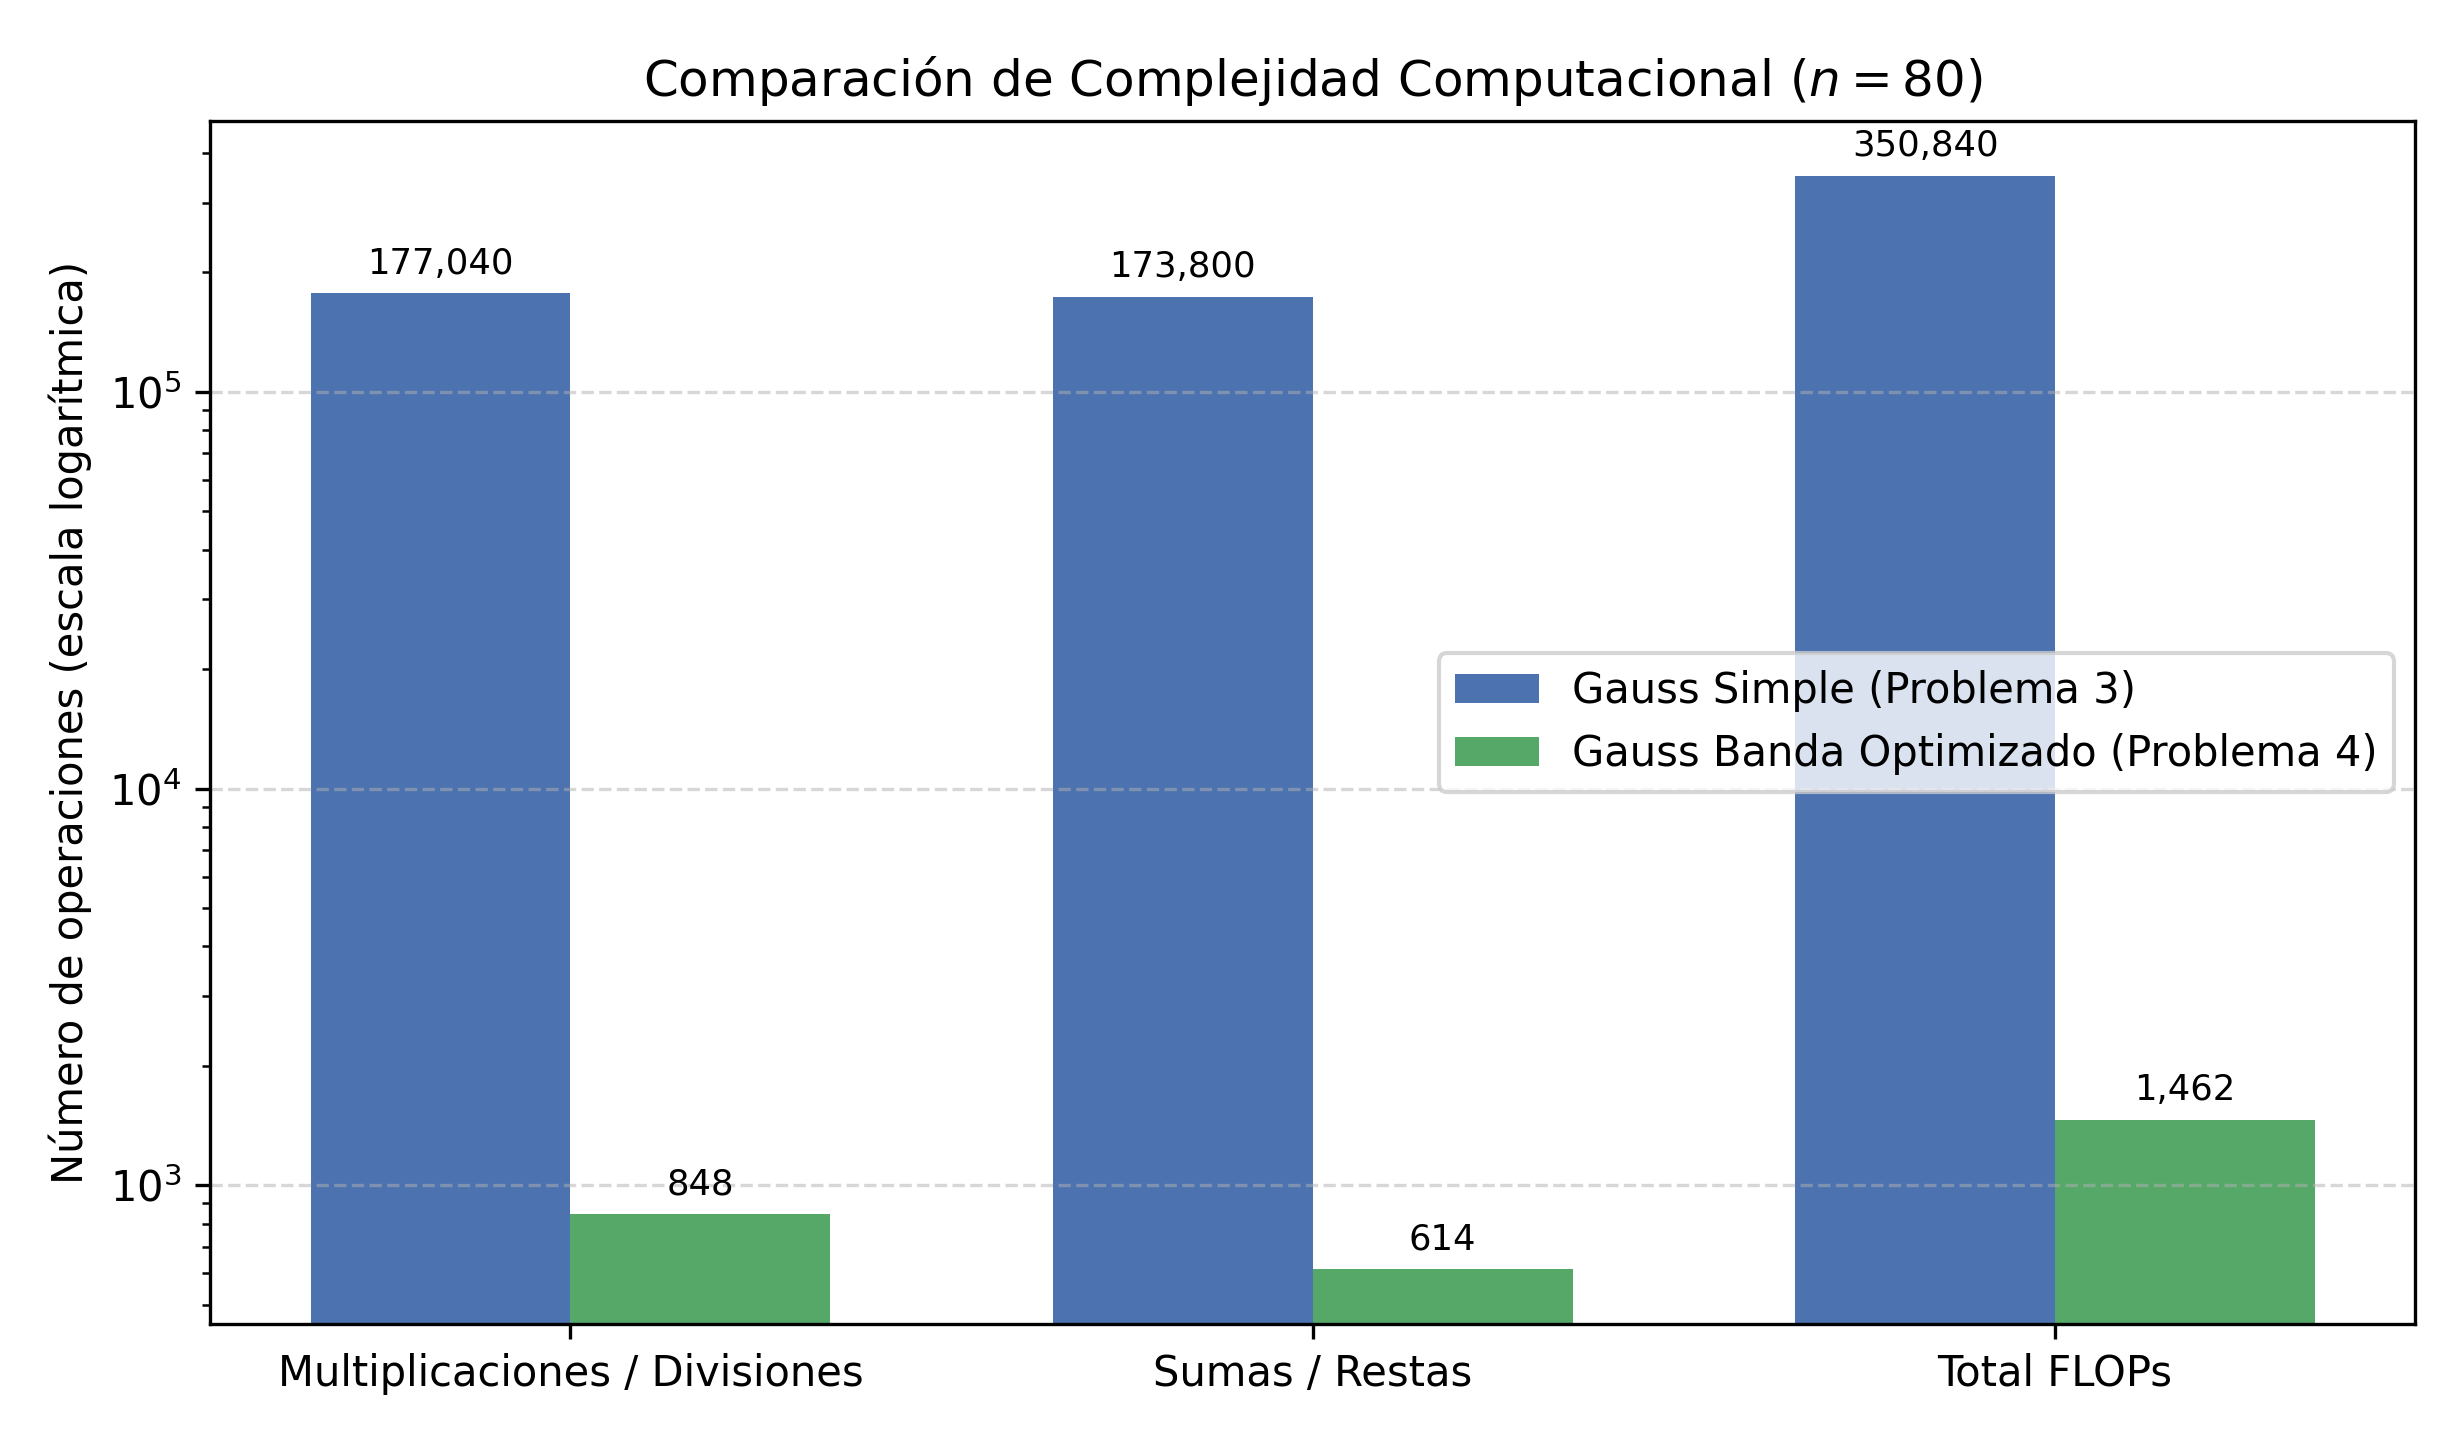 Comparación de Complejidad Computacional (n = 80)
Número de operaciones (escala logarítmica)
10⁵
10⁴
10³
177,040
848
173,800
614
350,840
1,462
Gauss Simple (Problema 3)
Gauss Banda Optimizado (Problema 4)
Multiplicaciones / Divisiones
Sumas / Restas
Total FLOPs